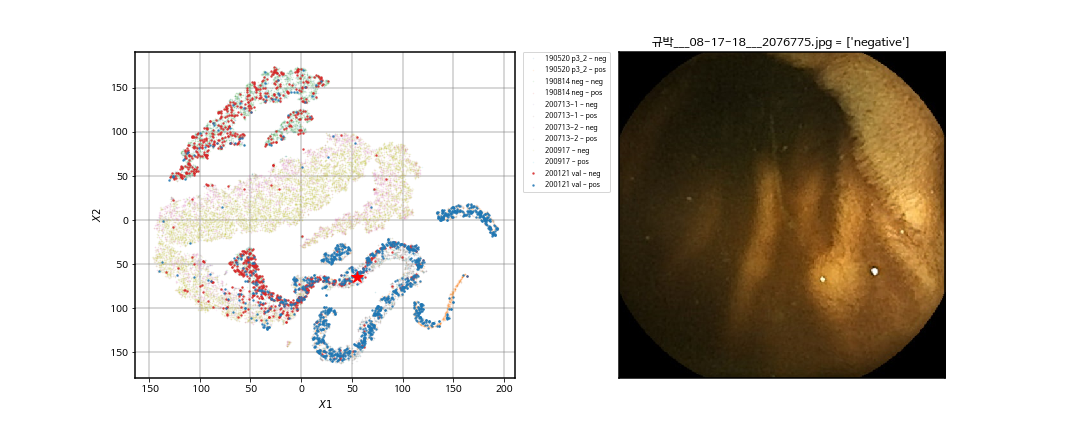 규박___08-17-18___2076775.jpg = ['negative']
190520 p3_2 - neg
190520 p3_2 - pos
190814 neg - neg
190814 neg - pos
200713-1 - neg
200713-1 - pos
200713-2 - neg
200713-2 - pos
200917 - neg
200917 - pos
200121 val - neg
200121 val - pos
150
100
50
0
50
100
150
X2
150 100 50 0 50 100 150 200
X1